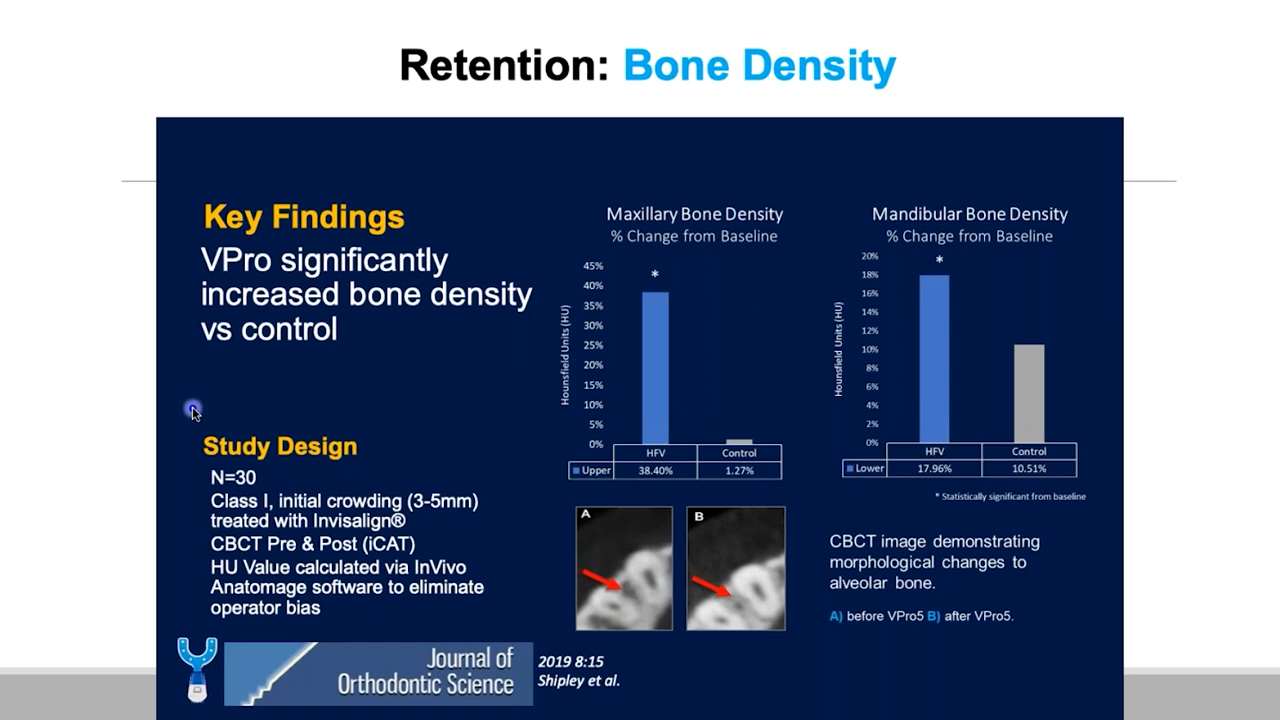 Retention: Bone Density
Key Findings
VPro significantly
increased bone density
vs control
Study Design
N=30
Class I, initial crowding (3-5mm)
treated with Invisalign®
CBCT Pre & Post (iCAT)
HU Value calculated via InVivo
Anatomage software to eliminate
operator bias
Journal of
Orthodontic Science
2019 8:15
Shipley et al.
Maxillary Bone Density
% Change from Baseline
Hounsfield Units (HU)
45%
40%
35%
30%
25%
20%
15%
10%
5%
0%
*
HFV Control
Upper 38.40% 1.27%
Mandibular Bone Density
% Change from Baseline
Hounsfield Units (HU)
20%
18%
16%
14%
12%
10%
8%
6%
4%
2%
0%
*
HFV Control
Lower 17.96% 10.51%
* Statistically significant from baseline
A
B
CBCT image demonstrating
morphological changes to
alveolar bone.
A) before VPro5 B) after VPro5.